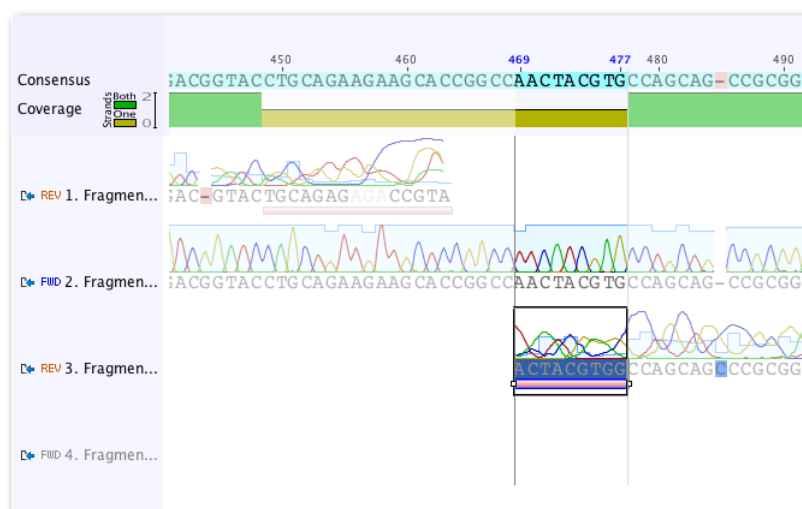 450 460 469 477 480 490
Consensus GACGGTACCTGCAGAAGAAGCACCGGCCAACTACGTGCCAGCAG-CCGCGG
Coverage Strands Both One 2 0
REV 1. Fragmen... GAC-GTACTGCAGAGAGACCGTA
FWD 2. Fragmen... GACGGTACCTGCAGAAGAAGCACCGGCCAACTACGTGCCAGCAG-CCGCGG
REV 3. Fragmen... ACTACGTGGCCAGCAGCCCGCGG
FWD 4. Fragmen...